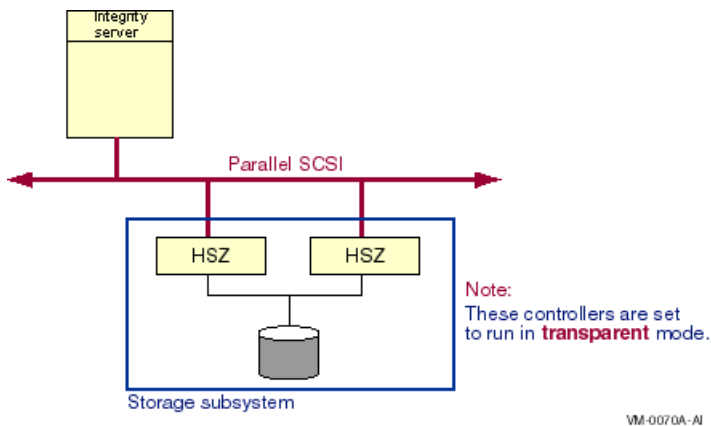 Integrity
server
Parallel SCSI
HSZ
HSZ
Note:
These controllers are set
to run in transparent mode.
Storage subsystem
VM-0070A-AI